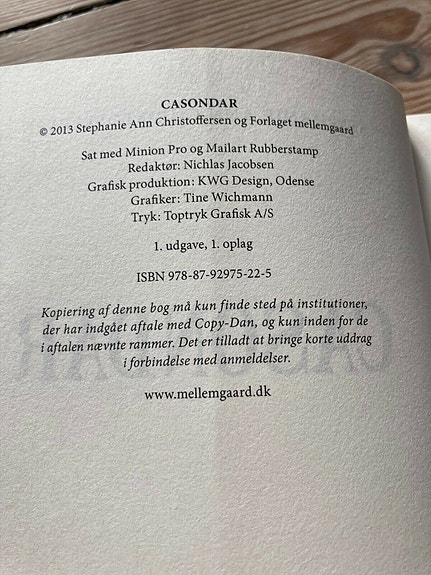 CASONDAR
© 2013 Stephanie Ann Christoffersen og Forlaget mellemgaard
Sat med Minion Pro og Mailart Rubberstamp
Redaktør: Nichlas Jacobsen
Grafisk produktion: KWG Design, Odense
Grafiker: Tine Wichmann
Tryk: Toptryk Grafisk A/S
1. udgave, 1. oplag
ISBN 978-87-92975-22-5
Kopiering af denne bog må kun finde sted på institutioner,
der har indgået aftale med Copy-Dan, og kun inden for de
i aftalen nævnte rammer. Det er tilladt at bringe korte uddrag
i forbindelse med anmeldelser.
www.mellemgaard.dk